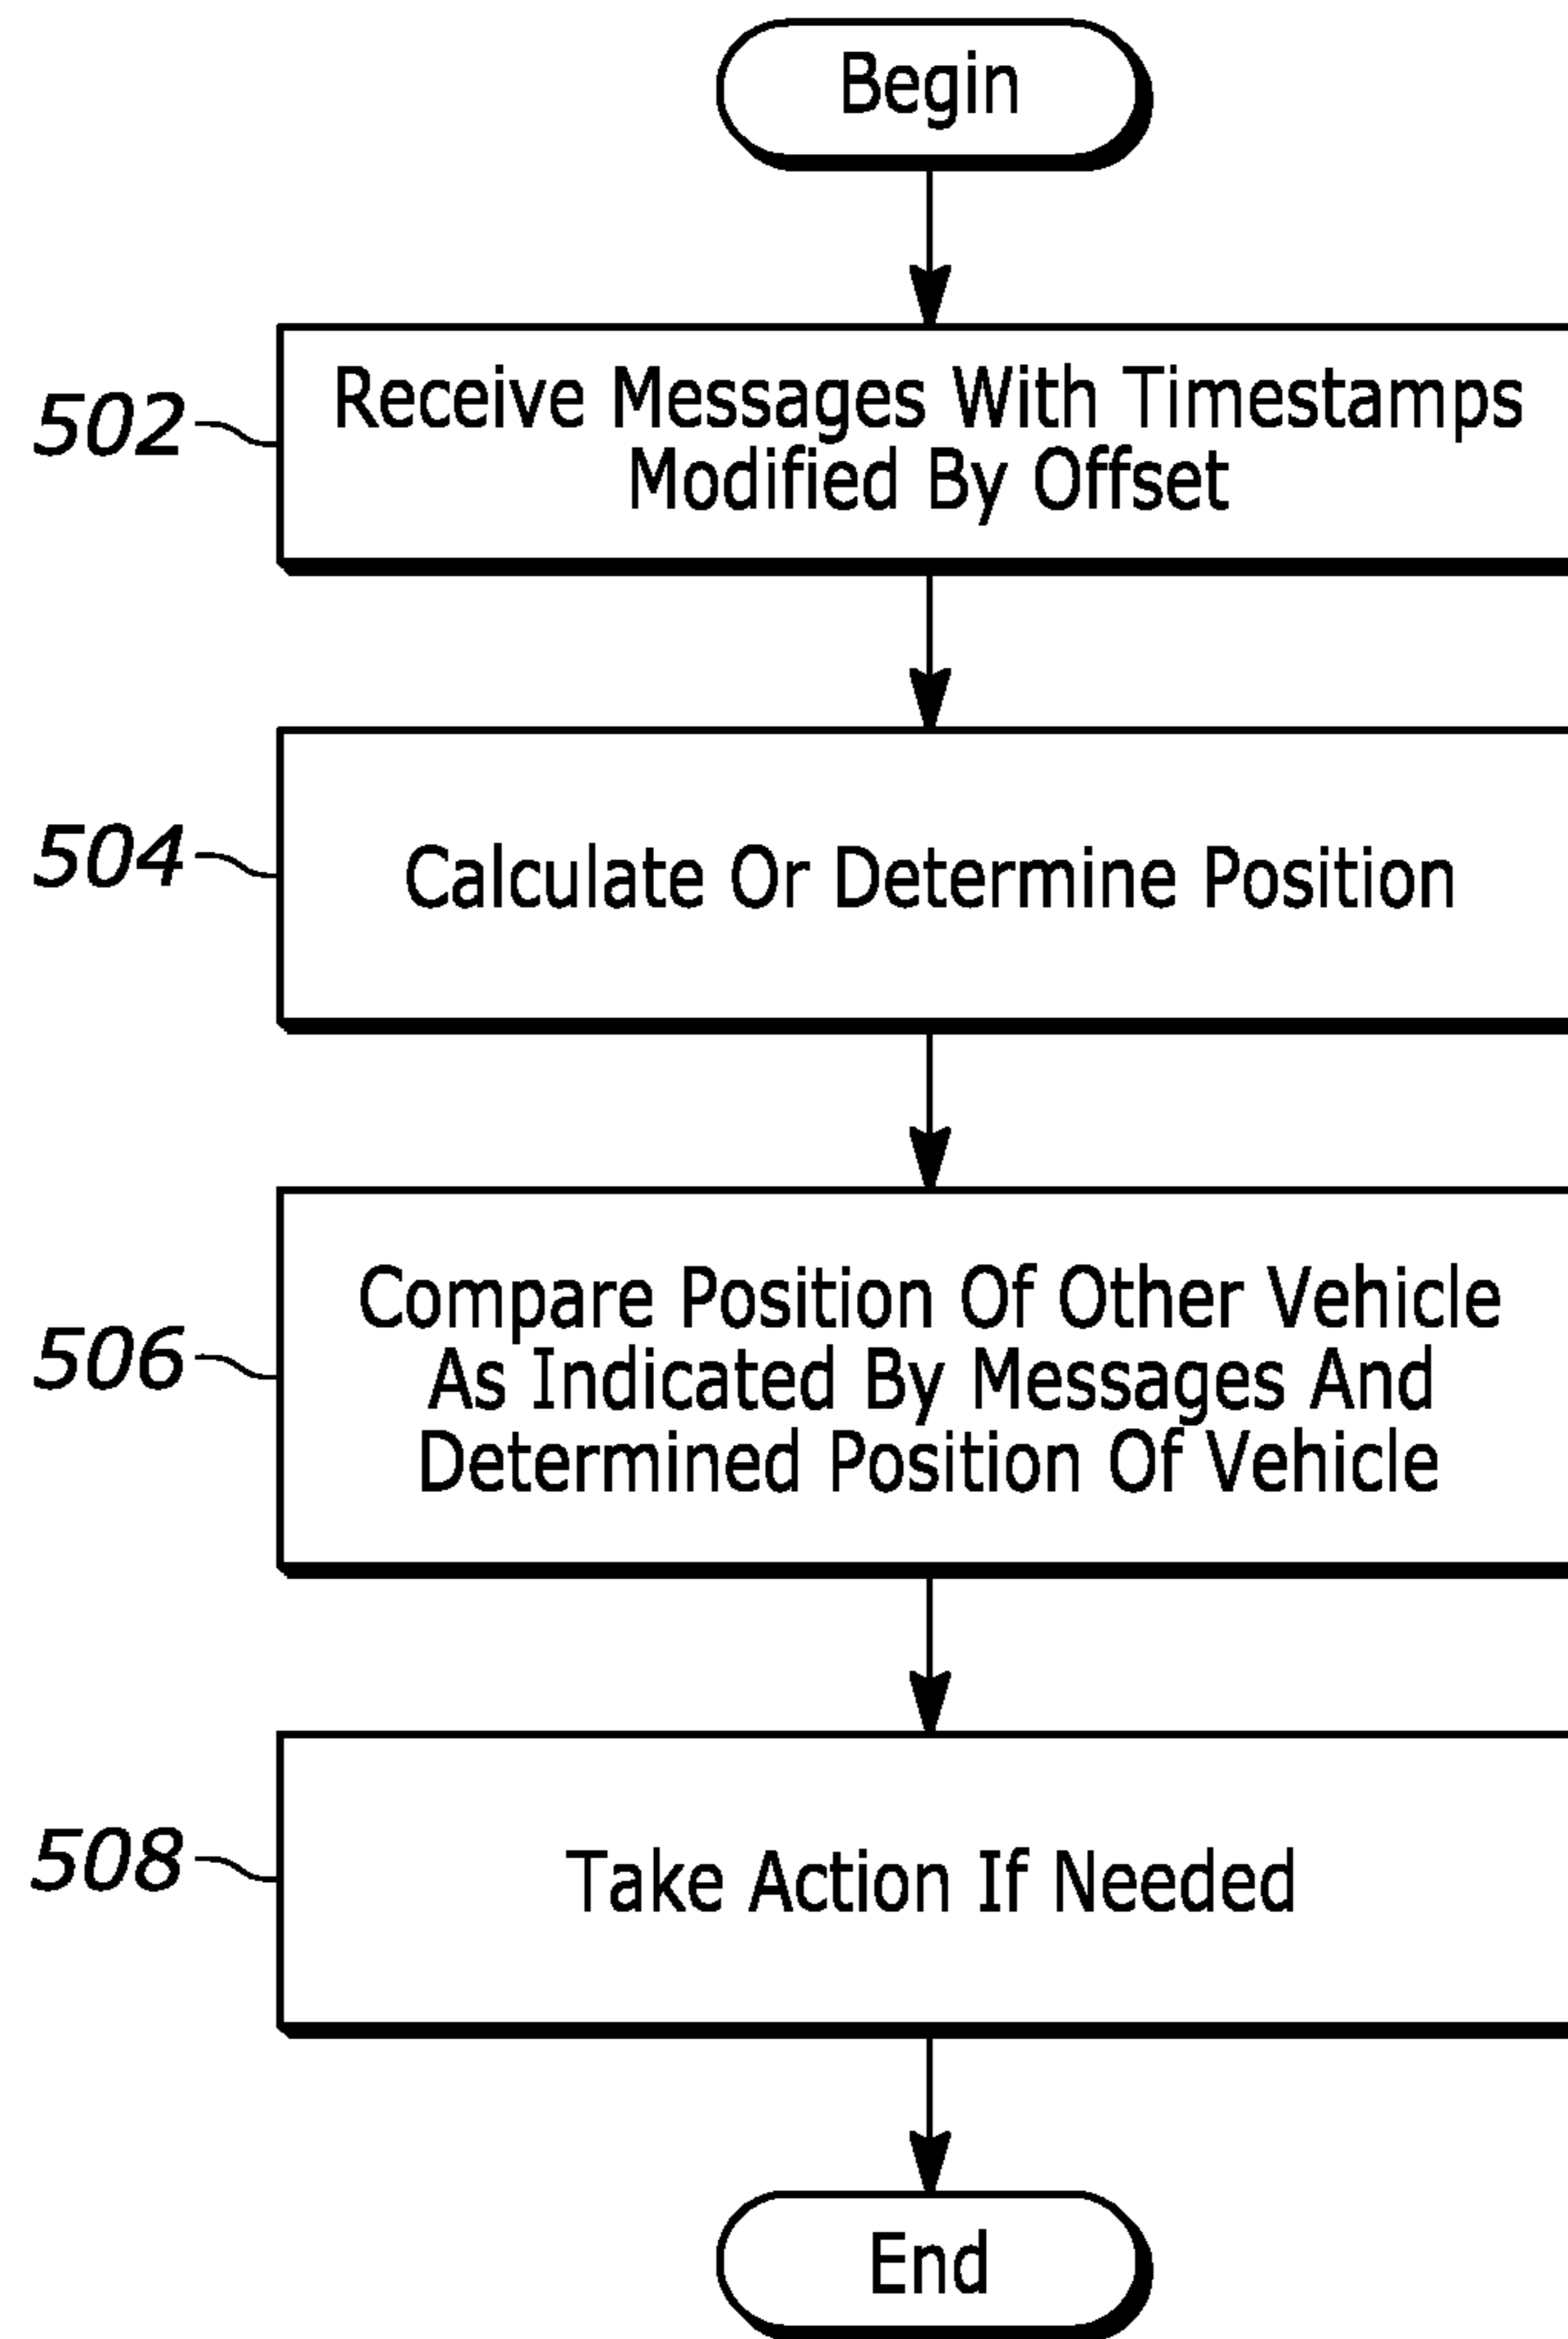 Begin
502
Receive Messages With Timestamps
Modified By Offset
504
Calculate Or Determine Position
506
Compare Position Of Other Vehicle
As Indicated By Messages And
Determined Position Of Vehicle
508
Take Action If Needed
End